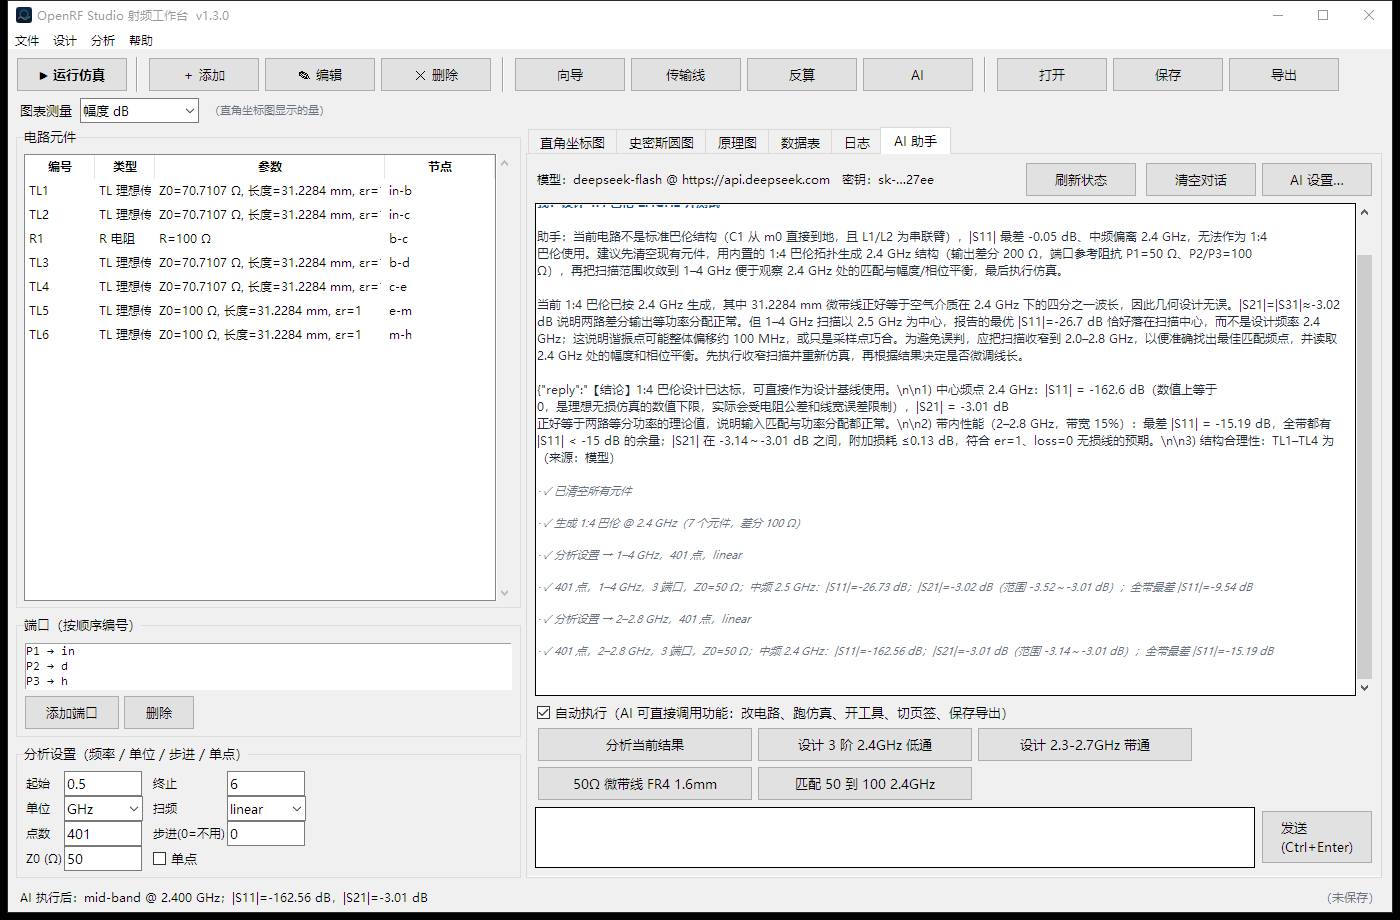 OpenRF Studio 射频工作台 v1.3.0
文件 设计 分析 帮助
运行仿真 + 添加 编辑 删除 向导 传输线 反算 AI 打开 保存 导出
图表测量 幅度 dB (直角坐标图显示的量)
电路元件
编号 类型 参数 节点
TL1 TL 理想传 Z0=70.7107 Ω, 长度=31.2284 mm, εr= in-b
TL2 TL 理想传 Z0=70.7107 Ω, 长度=31.2284 mm, εr= in-c
R1 R 电阻 R=100 Ω b-c
TL3 TL 理想传 Z0=70.7107 Ω, 长度=31.2284 mm, εr= b-d
TL4 TL 理想传 Z0=70.7107 Ω, 长度=31.2284 mm, εr= c-e
TL5 TL 理想传 Z0=100 Ω, 长度=31.2284 mm, εr=1 e-m
TL6 TL 理想传 Z0=100 Ω, 长度=31.2284 mm, εr=1 m-h
端口（按顺序编号）
P1 → in
P2 → d
P3 → h
添加端口 删除
分析设置（频率 / 单位 / 步进 / 单点）
起始 0.5 终止 6
单位 GHz 扫频 linear
点数 401 步进(0=不用) 0
Z0 (Ω) 50 单点
直角坐标图 史密斯圆图 原理图 数据表 日志 AI 助手
模型：deepseek-flash @ https://api.deepseek.com 密钥：sk-...27ee 刷新状态 清空对话 AI 设置...
助手：当前电路不是标准巴伦结构（C1 从 m0 直接到地，且 L1/L2 为串联臂），|S11| 最差 -0.05 dB、中频偏离 2.4 GHz，无法作为 1:4
巴伦使用。建议先清空现有元件，用内置的 1:4 巴伦拓扑生成 2.4 GHz 结构（输出差分 200 Ω，端口参考阻抗 P1=50 Ω、P2/P3=100
Ω），再把扫描范围收敛到 1–4 GHz 便于观察 2.4 GHz 处的匹配与幅度/相位平衡，最后执行仿真。
当前 1:4 巴伦已按 2.4 GHz 生成，其中 31.2284 mm 微带线正好等于空气介质在 2.4 GHz 下的四分之一波长，因此几何设计无误。|S21|=|S31|≈-3.02
dB 说明两路差分输出等功率分配正常。但 1–4 GHz 扫描以 2.5 GHz 为中心，报告的最优 |S11|=-26.7 dB 恰好落在扫描中心，而不是设计频率 2.4
GHz；这说明谐振点可能整体偏移约 100 MHz，或只是采样点巧合。为避免误判，应把扫描收窄到 2.0–2.8 GHz，以便准确找出最佳匹配频点，并读取
2.4 GHz 处的幅度和相位平衡。先执行收窄扫描并重新仿真，再根据结果决定是否微调线长。
{"reply":"【结论】1:4 巴伦设计已达标，可直接作为设计基线使用。\n\n1) 中心频点 2.4 GHz：|S11| = -162.6 dB（数值上等于
0，是理想无损仿真的数值下限，实际会受电阻公差和线宽误差限制），|S21| = -3.01 dB
正好等于两路等分功率的理论值，说明输入匹配与功率分配都正常。\n\n2) 带内性能（2–2.8 GHz，带宽 15%）：最差 |S11| = -15.19 dB，全带都有
|S11| < -15 dB 的余量；|S21| 在 -3.14～-3.01 dB 之间，附加损耗 ≤0.13 dB，符合 er=1、loss=0 无损线的预期。\n\n3) 结构合理性：TL1–TL4 为
（来源：模型）
·✓ 已清空所有元件
·✓ 生成 1:4 巴伦 @ 2.4 GHz（7 个元件，差分 100 Ω）
·✓ 分析设置 → 1–4 GHz，401 点，linear
·✓ 401 点，1–4 GHz，3 端口，Z0=50 Ω；中频 2.5 GHz：|S11|=-26.73 dB；|S21|=-3.02 dB（范围 -3.52～-3.01 dB）；全带最差 |S11|=-9.54 dB
·✓ 分析设置 → 2–2.8 GHz，401 点，linear
·✓ 401 点，2–2.8 GHz，3 端口，Z0=50 Ω；中频 2.4 GHz：|S11|=-162.56 dB；|S21|=-3.01 dB（范围 -3.14～-3.01 dB）；全带最差 |S11|=-15.19 dB
自动执行（AI 可直接调用功能：改电路、跑仿真、开工具、切页签、保存导出）
分析当前结果 设计 3 阶 2.4GHz 低通 设计 2.3-2.7GHz 带通
50Ω 微带线 FR4 1.6mm 匹配 50 到 100 2.4GHz
发送
(Ctrl+Enter)
AI 执行后：mid-band @ 2.400 GHz；|S11|=-162.56 dB，|S21|=-3.01 dB (未保存)